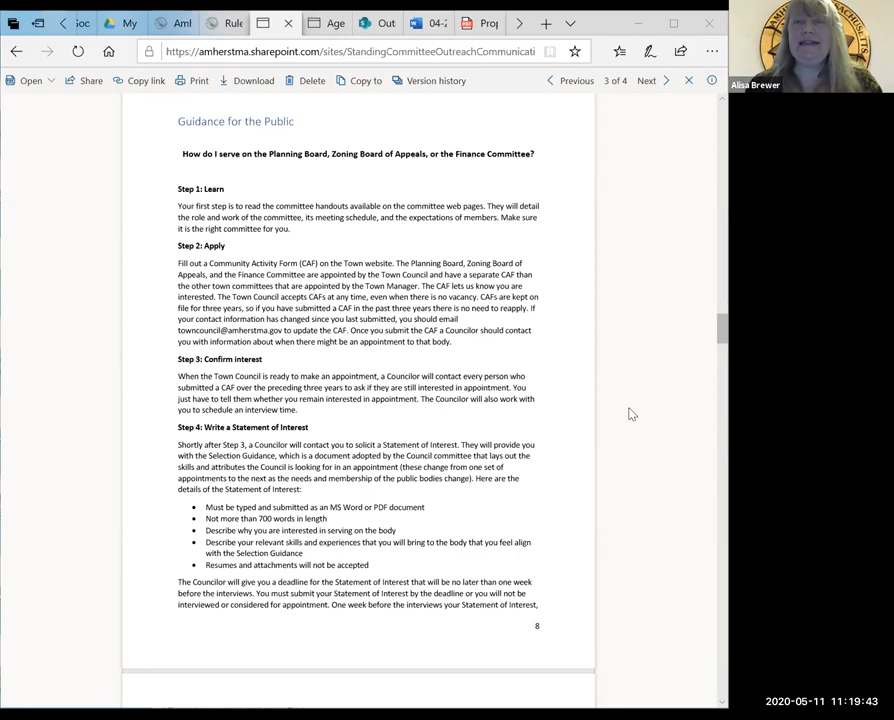 ioc
My
Aml
Rule
Age
Out
04-2
Prop
https://amherstma.sharepoint.com/sites/StandingCommitteeOutreachCommunicati
Open
Share
Copy link
Print
Download
Delete
Copy to
Version history
Previous
3 of 4
Next
Alisa Brewer
Guidance for the Public
How do I serve on the Planning Board, Zoning Board of Appeals, or the Finance Committee?
Step 1: Learn
Your first step is to read the committee handouts available on the committee web pages. They will detail
the role and work of the committee, its meeting schedule, and the expectations of members. Make sure
it is the right committee for you.
Step 2: Apply
Fill out a Community Activity Form (CAF) on the Town website. The Planning Board, Zoning Board of
Appeals, and the Finance Committee are appointed by the Town Council and have a separate CAF than
the other town committees that are appointed by the Town Manager. The CAF lets us know you are
interested. The Town Council accepts CAFs at any time, even when there is no vacancy. CAFs are kept on
file for three years, so if you have submitted a CAF in the past three years there is no need to reapply. If
your contact information has changed since you last submitted, you should email
towncouncil@amherstma.gov to update the CAF. Once you submit the CAF a Councilor should contact
you with information about when there might be an appointment to that body.
Step 3: Confirm interest
When the Town Council is ready to make an appointment, a Councilor will contact every person who
submitted a CAF over the preceding three years to ask if they are still interested in appointment. You
just have to tell them whether you remain interested in appointment. The Councilor will also work with
you to schedule an interview time.
Step 4: Write a Statement of Interest
Shortly after Step 3, a Councilor will contact you to solicit a Statement of Interest. They will provide you
with the Selection Guidance, which is a document adopted by the Council committee that lays out the
skills and attributes the Council is looking for in an appointment (these change from one set of
appointments to the next as the needs and membership of the public bodies change). Here are the
details of the Statement of Interest:
• Must be typed and submitted as an MS Word or PDF document
• Not more than 700 words in length
• Describe why you are interested in serving on the body
• Describe your relevant skills and experiences that you will bring to the body that you feel align
with the Selection Guidance
• Resumes and attachments will not be accepted
The Councilor will give you a deadline for the Statement of Interest that will be no later than one week
before the interviews. You must submit your Statement of Interest by the deadline or you will not be
interviewed or considered for appointment. One week before the interviews your Statement of Interest,
8
2020-05-11 11:19:43